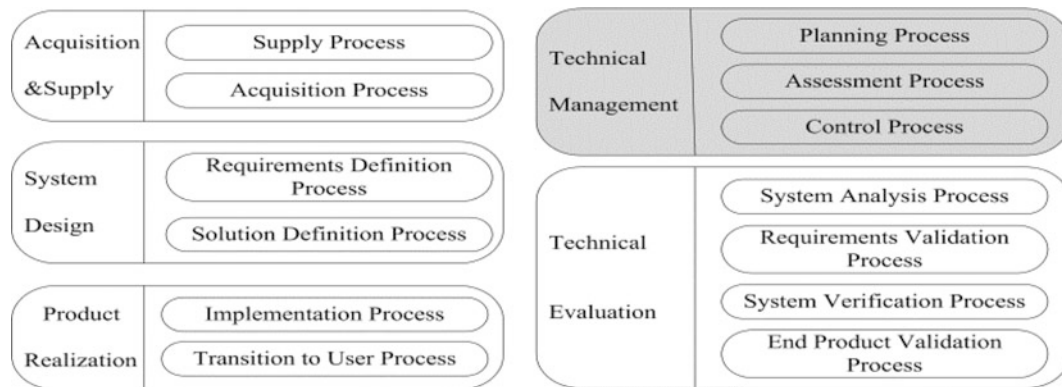 Acquisition
&Supply
Supply Process
Acquisition Process
System
Design
Requirements Definition
Process
Solution Definition Process
Product
Realization
Implementation Process
Transition to User Process
Technical
Management
Planning Process
Assessment Process
Control Process
Technical
Evaluation
System Analysis Process
Requirements Validation
Process
System Verification Process
End Product Validation
Process